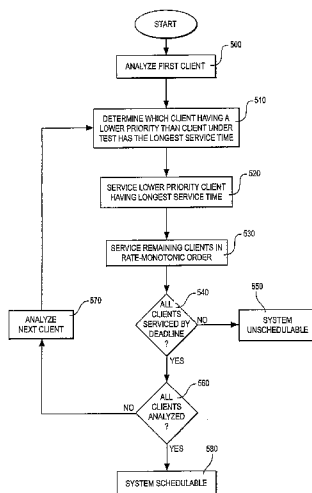 START
500
ANALYZE FIRST CLIENT
510
DETERMINE WHICH CLIENT HAVING A
LOWER PRIORITY THAN CLIENT UNDER
TEST HAS THE LONGEST SERVICE TIME
520
SERVICE LOWER PRIORITY CLIENT
HAVING LONGEST SERVICE TIME
530
SERVICE REMAINING CLIENTS IN
RATE-MONOTONIC ORDER
540
ALL
CLIENTS
SERVICED BY
DEADLINE
?
NO
550
SYSTEM
UNSCHEDULABLE
570
ANALYZE
NEXT CLIENT
YES
560
ALL
CLIENTS
ANALYZED
?
NO
YES
580
SYSTEM SCHEDULABLE